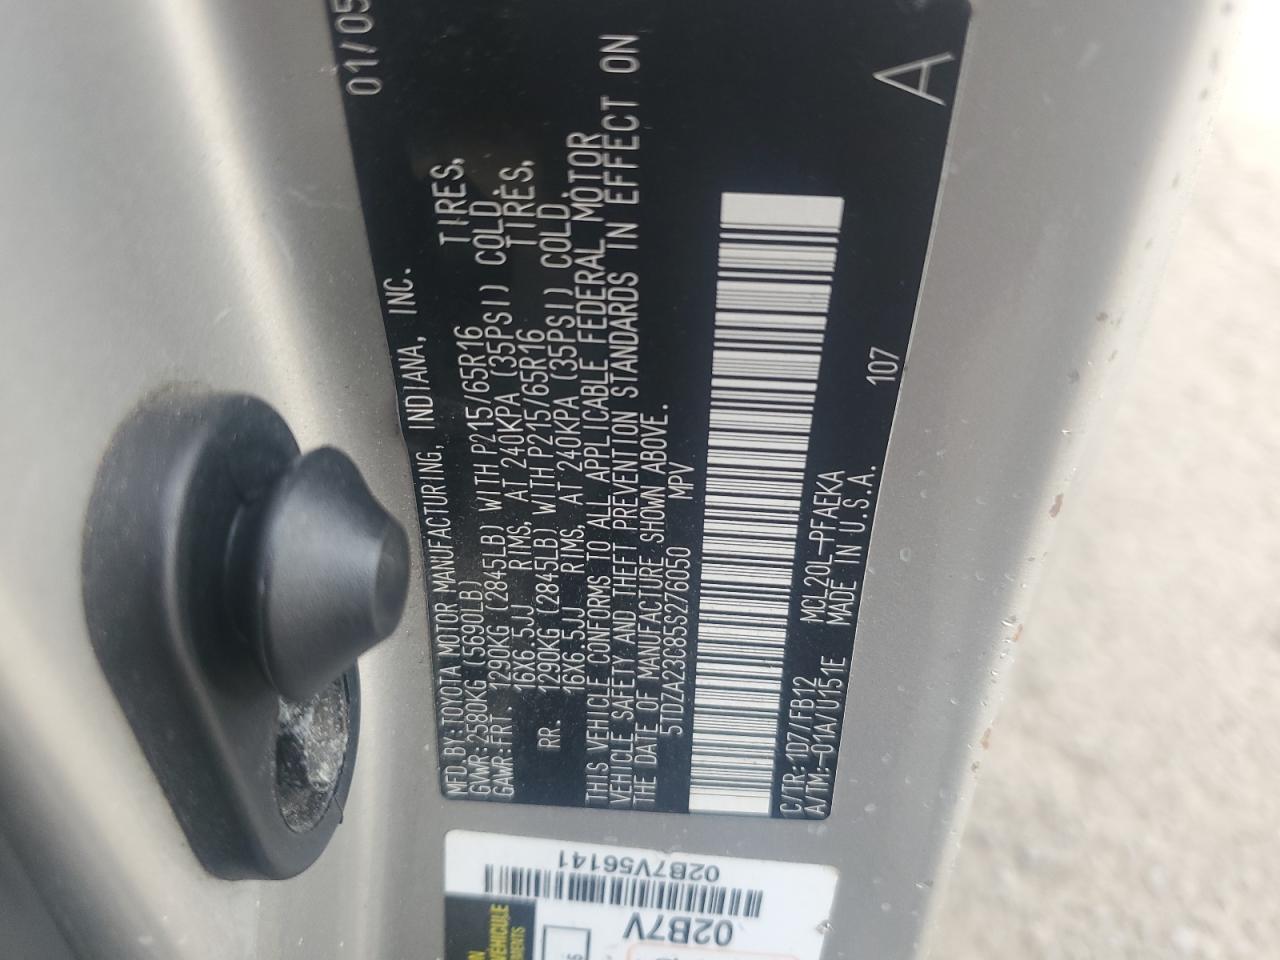 MFD.BY:TOYOTA MOTOR MANUFACTURING, INDIANA, INC. 01/05
GVWR:2580KG (5690LB)
GAWR:FRT. 1290KG (2845LB) WITH P215/65R16 TIRES,
16X6.5JJ RIMS, AT 240KPA (35PSI) COLD
RR. 1290KG (2845LB) WITH P215/65R16 TIRES,
16X6.5JJ RIMS, AT 240KPA (35PSI) COLD.
THIS VEHICLE CONFORMS TO ALL APPLICABLE FEDERAL MOTOR
VEHICLE SAFETY AND THEFT PREVENTION STANDARDS IN EFFECT ON
THE DATE OF MANUFACTURE SHOWN ABOVE.
5TDZA23C85S276050 MPV
C/TR:1D7//FB12 MCL20L-PFAEKA 107
A/TM:-01A/U151E MADE IN U.S.A.
A
02B7V56141
02B7V
VEHICULE